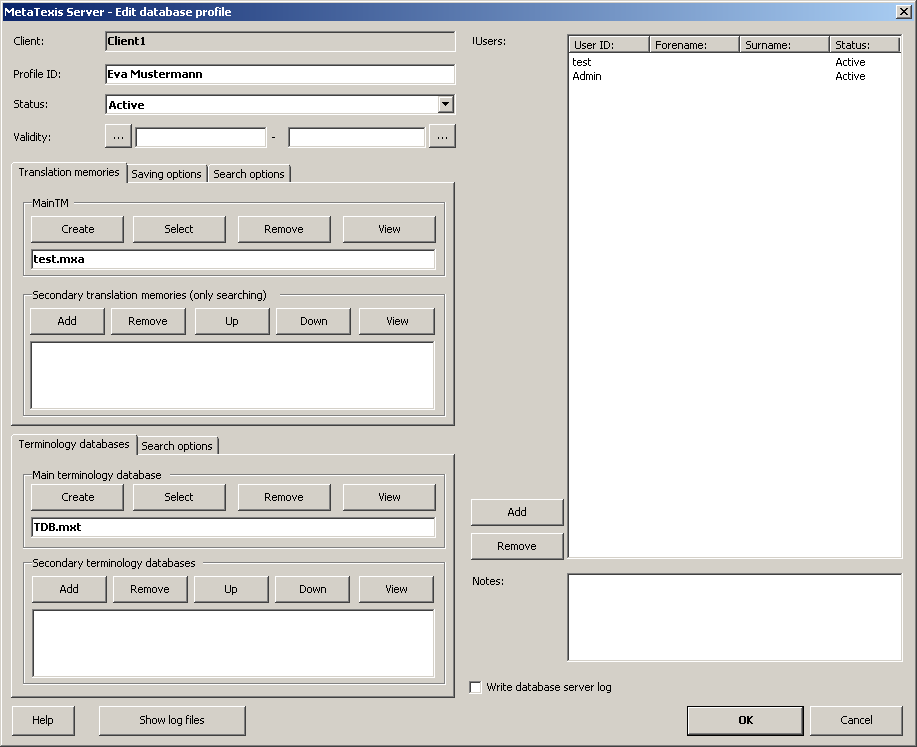 MetaTexis Server - Edit database profile
Client: Client1
Profile ID: Eva Mustermann
Status: Active
Validity: ... - ...
Translation memories Saving options Search options
MainTM
Create Select Remove View
test.mxa
Secondary translation memories (only searching)
Add Remove Up Down View
Terminology databases Search options
Main terminology database
Create Select Remove View
TDB.mxt
Secondary terminology databases
Add Remove Up Down View
Help Show log files
Users:
User ID: Forename: Surname: Status:
test Active
Admin Active
Add
Remove
Notes:
Write database server log
OK Cancel